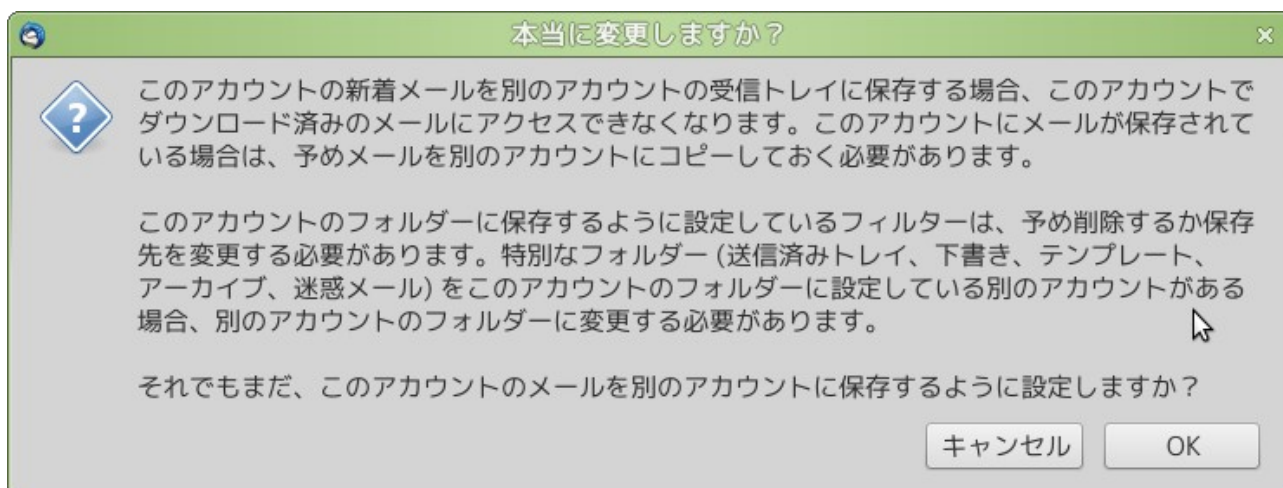 本当に変更しますか？
このアカウントの新着メールを別のアカウントの受信トレイに保存する場合、このアカウントで
ダウンロード済みのメールにアクセスできなくなります。このアカウントにメールが保存されて
いる場合は、予めメールを別のアカウントにコピーしておく必要があります。
このアカウントのフォルダーに保存するように設定しているフィルターは、予め削除するか保存
先を変更する必要があります。特別なフォルダー (送信済みトレイ、下書き、テンプレート、
アーカイブ、迷惑メール) をこのアカウントのフォルダーに設定している別のアカウントがある
場合、別のアカウントのフォルダーに変更する必要があります。
それでもまだ、このアカウントのメールを別のアカウントに保存するように設定しますか？
キャンセル OK